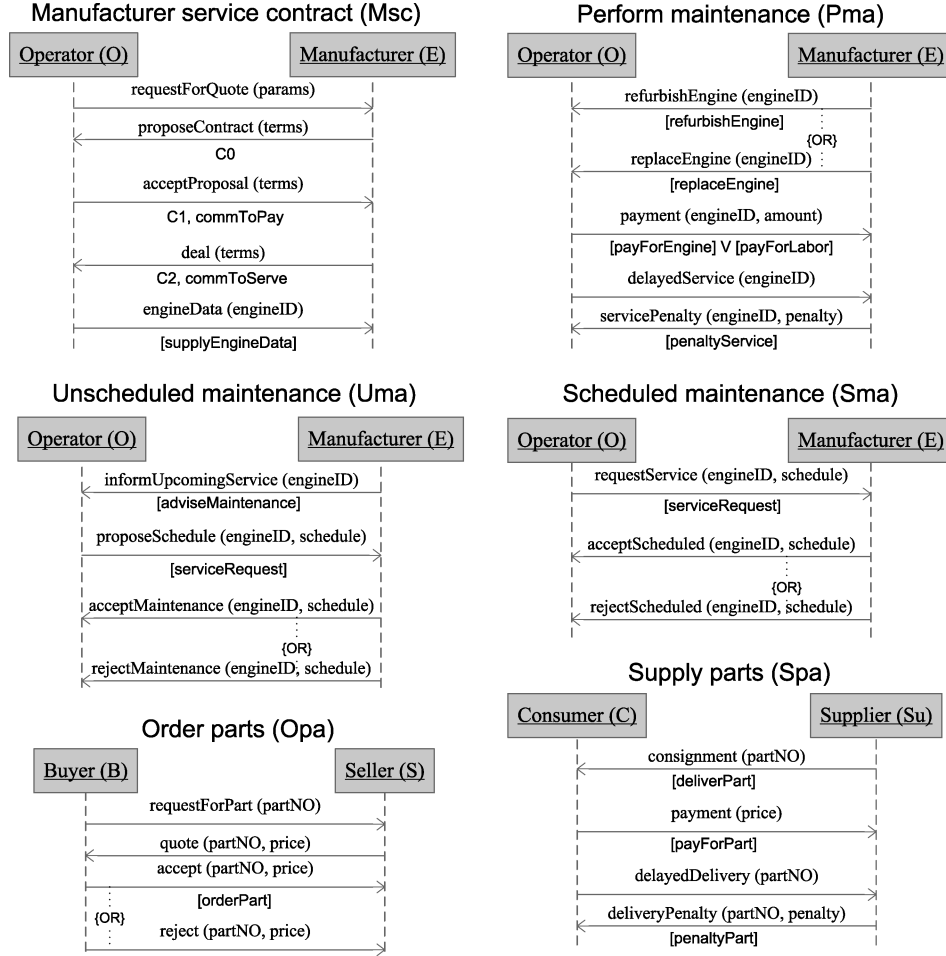 Manufacturer service contract (Msc)
Operator (O)
Manufacturer (E)
requestForQuote (params)
proposeContract (terms)
C0
acceptProposal (terms)
C1, commToPay
deal (terms)
C2, commToServe
engineData (engineID)
[supplyEngineData]
Perform maintenance (Pma)
Operator (O)
Manufacturer (E)
refurbishEngine (engineID)
[refurbishEngine]
{OR}
replaceEngine (engineID)
[replaceEngine]
payment (engineID, amount)
[payForEngine] V [payForLabor]
delayedService (engineID)
servicePenalty (engineID, penalty)
[penaltyService]
Unscheduled maintenance (Uma)
Operator (O)
Manufacturer (E)
informUpcomingService (engineID)
[adviseMaintenance]
proposeSchedule (engineID, schedule)
[serviceRequest]
acceptMaintenance (engineID, schedule)
{OR}
rejectMaintenance (engineID, schedule)
Scheduled maintenance (Sma)
Operator (O)
Manufacturer (E)
requestService (engineID, schedule)
[serviceRequest]
acceptScheduled (engineID, schedule)
{OR}
rejectScheduled (engineID, schedule)
Order parts (Opa)
Buyer (B)
Seller (S)
requestForPart (partNO)
quote (partNO, price)
accept (partNO, price)
[orderPart]
{OR}
reject (partNO, price)
Supply parts (Spa)
Consumer (C)
Supplier (Su)
consignment (partNO)
[deliverPart]
payment (price)
[payForPart]
delayedDelivery (partNO)
deliveryPenalty (partNO, penalty)
[penaltyPart]